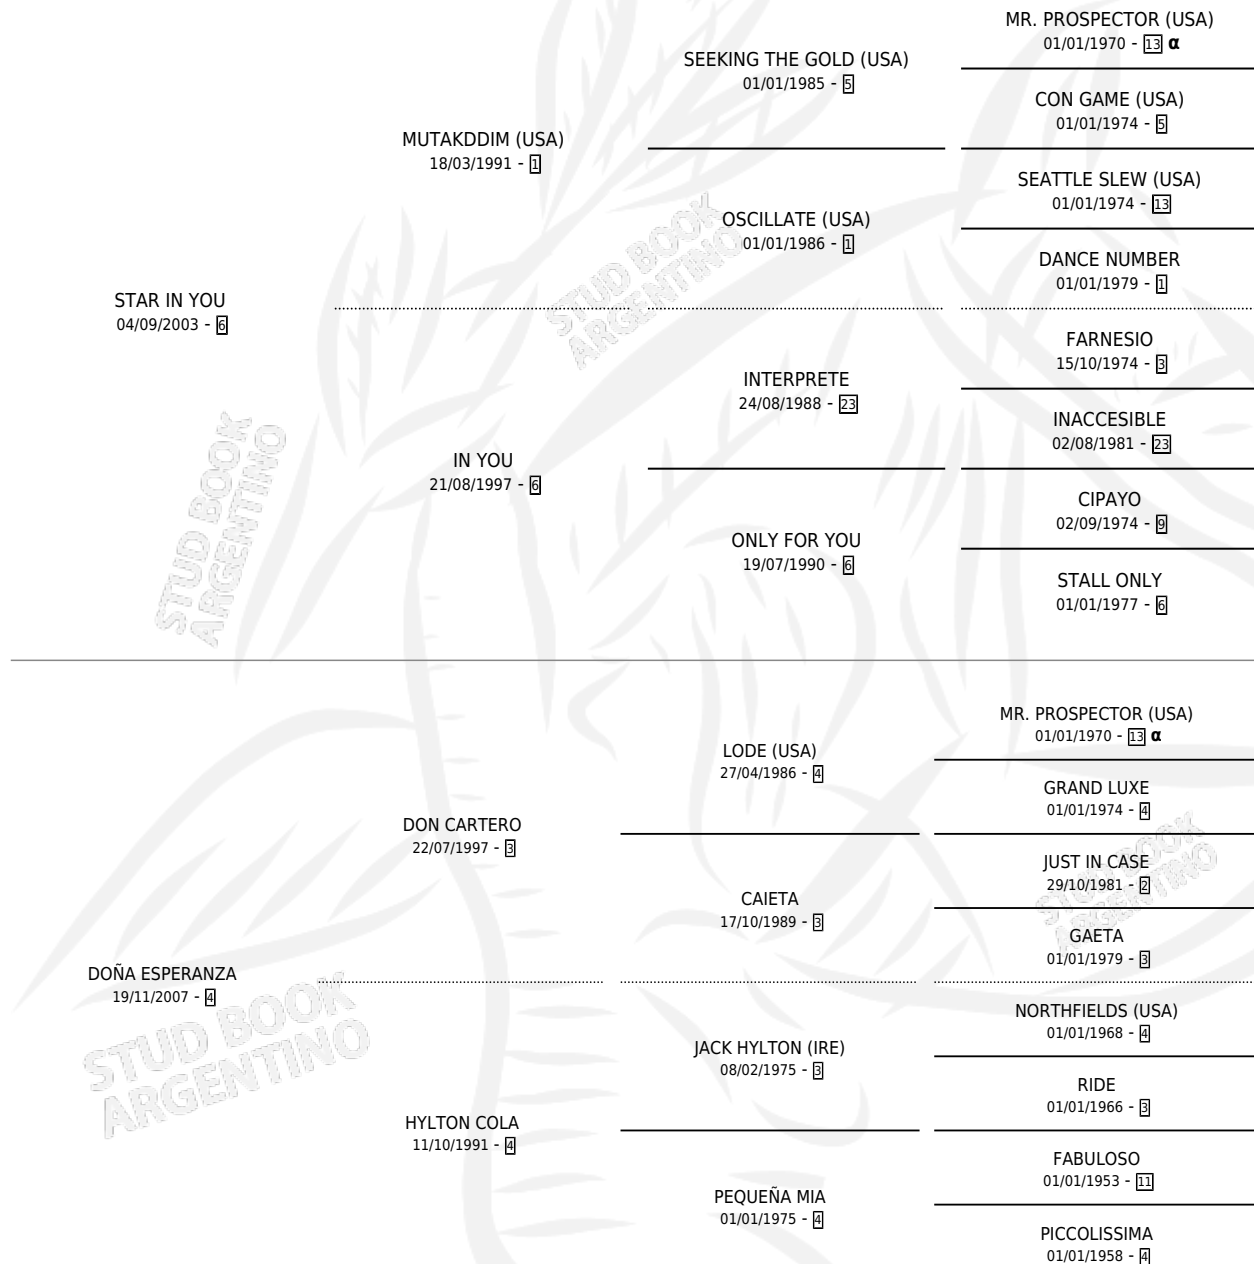 MR. PROSPECTOR (USA)
01/01/1970 - 13 α
SEEKING THE GOLD (USA)
01/01/1985 - 5
CON GAME (USA)
01/01/1974 - 5
MUTAKDDIM (USA)
18/03/1991 - 1
SEATTLE SLEW (USA)
01/01/1974 - 13
OSCILLATE (USA)
01/01/1986 - 1
DANCE NUMBER
01/01/1979 - 1
STAR IN YOU
04/09/2003 - 6
FARNESIO
15/10/1974 - 3
INTERPRETE
24/08/1988 - 23
INACCESIBLE
02/08/1981 - 23
IN YOU
21/08/1997 - 6
CIPAYO
02/09/1974 - 9
ONLY FOR YOU
19/07/1990 - 6
STALL ONLY
01/01/1977 - 6
MR. PROSPECTOR (USA)
01/01/1970 - 13 α
LODE (USA)
27/04/1986 - 4
GRAND LUXE
01/01/1974 - 4
DON CARTERO
22/07/1997 - 3
JUST IN CASE
29/10/1981 - 2
CAIETA
17/10/1989 - 3
GAETA
01/01/1979 - 3
DOÑA ESPERANZA
19/11/2007 - 4
NORTHFIELDS (USA)
01/01/1968 - 4
JACK HYLTON (IRE)
08/02/1975 - 3
RIDE
01/01/1966 - 3
HYLTON COLA
11/10/1991 - 4
FABULOSO
01/01/1953 - 11
PEQUEÑA MIA
01/01/1975 - 4
PICCOLISSIMA
01/01/1958 - 4
STUD BOOK
ARGENTINO
STUD BOOK
ARGENTINO
STUD BOOK
ARGENTINO
STUD BOOK
ARGENTINO